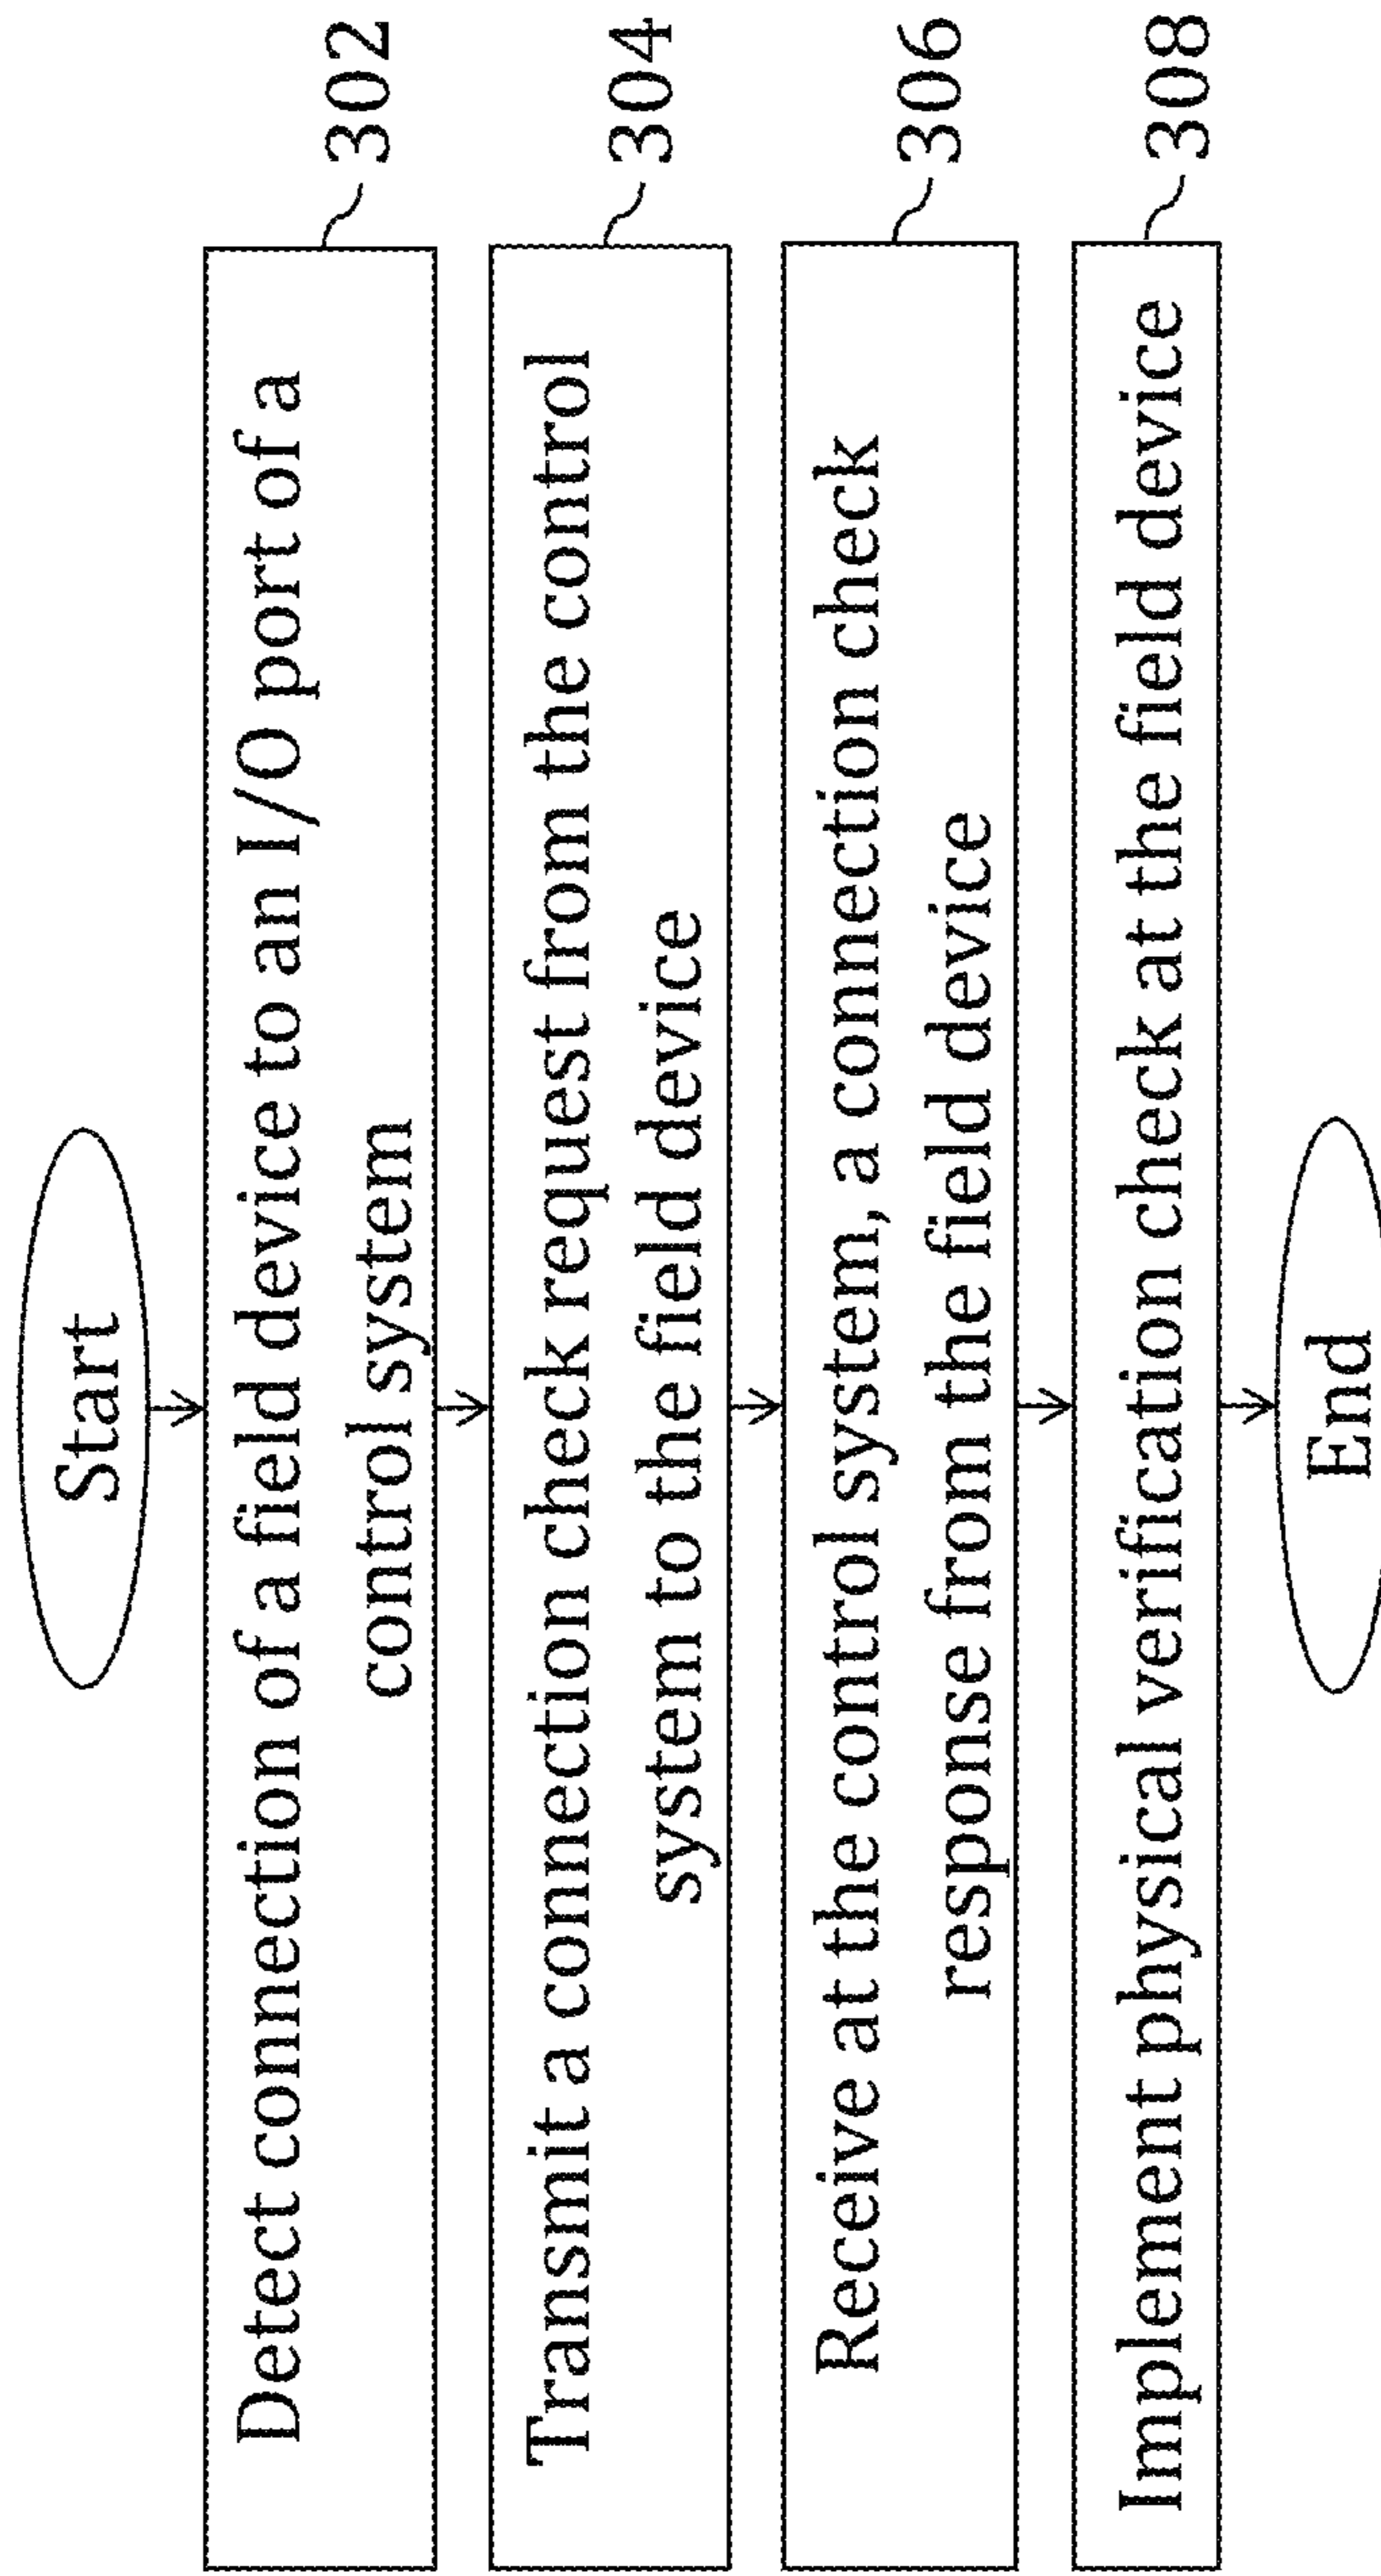 Start
Detect connection of a field device to an I/O port of a
control system
302
Transmit a connection check request from the control
system to the field device
304
Receive at the control system, a connection check
response from the field device
306
Implement physical verification check at the field device
308
End